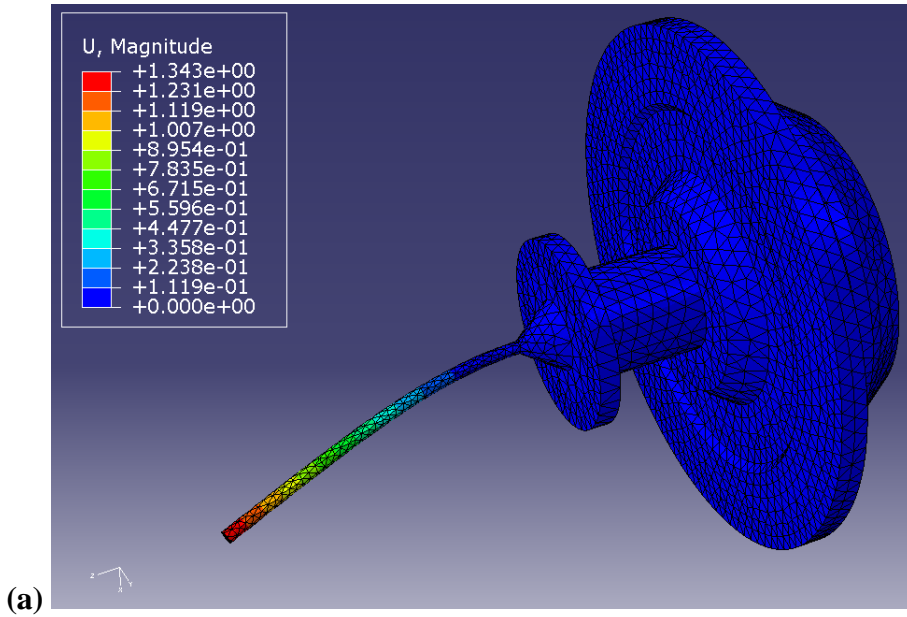 U, Magnitude
+1.343e+00
+1.231e+00
+1.119e+00
+1.007e+00
+8.954e-01
+7.835e-01
+6.715e-01
+5.596e-01
+4.477e-01
+3.358e-01
+2.238e-01
+1.119e-01
+0.000e+00
Z
Y
X
(a)